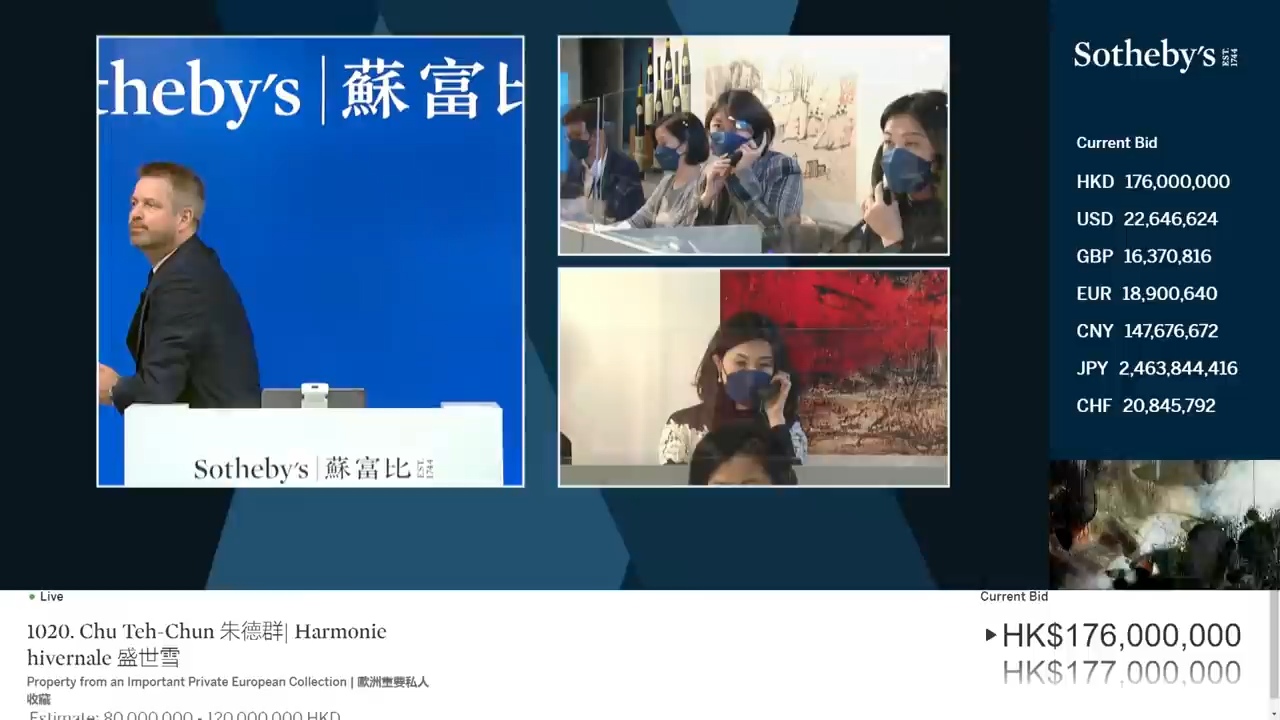 theby's | 蘇富比
Sotheby's | 蘇富比 EST. 1744
Sotheby's EST. 1744
Current Bid
HKD 176,000,000
USD 22,646,624
GBP 16,370,816
EUR 18,900,640
CNY 147,676,672
JPY 2,463,844,416
CHF 20,845,792
Live
1020. Chu Teh-Chun 朱德群| Harmonie
hivernale 盛世雪
Property from an Important Private European Collection | 歐洲重要私人
收藏
Estimate: 80,000,000 - 120,000,000 HKD
Current Bid
HK$176,000,000
HK$177,000,000